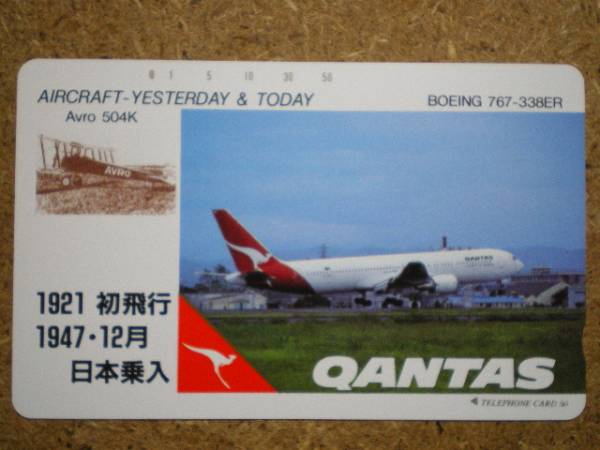 0 1 5 10 30 50
AIRCRAFT-YESTERDAY & TODAY
BOEING 767-338ER
Avro 504K
AVRO
QANTAS
1921 初飛行
1947・12月
日本乗入
QANTAS
◀ TELEPHONE CARD 50